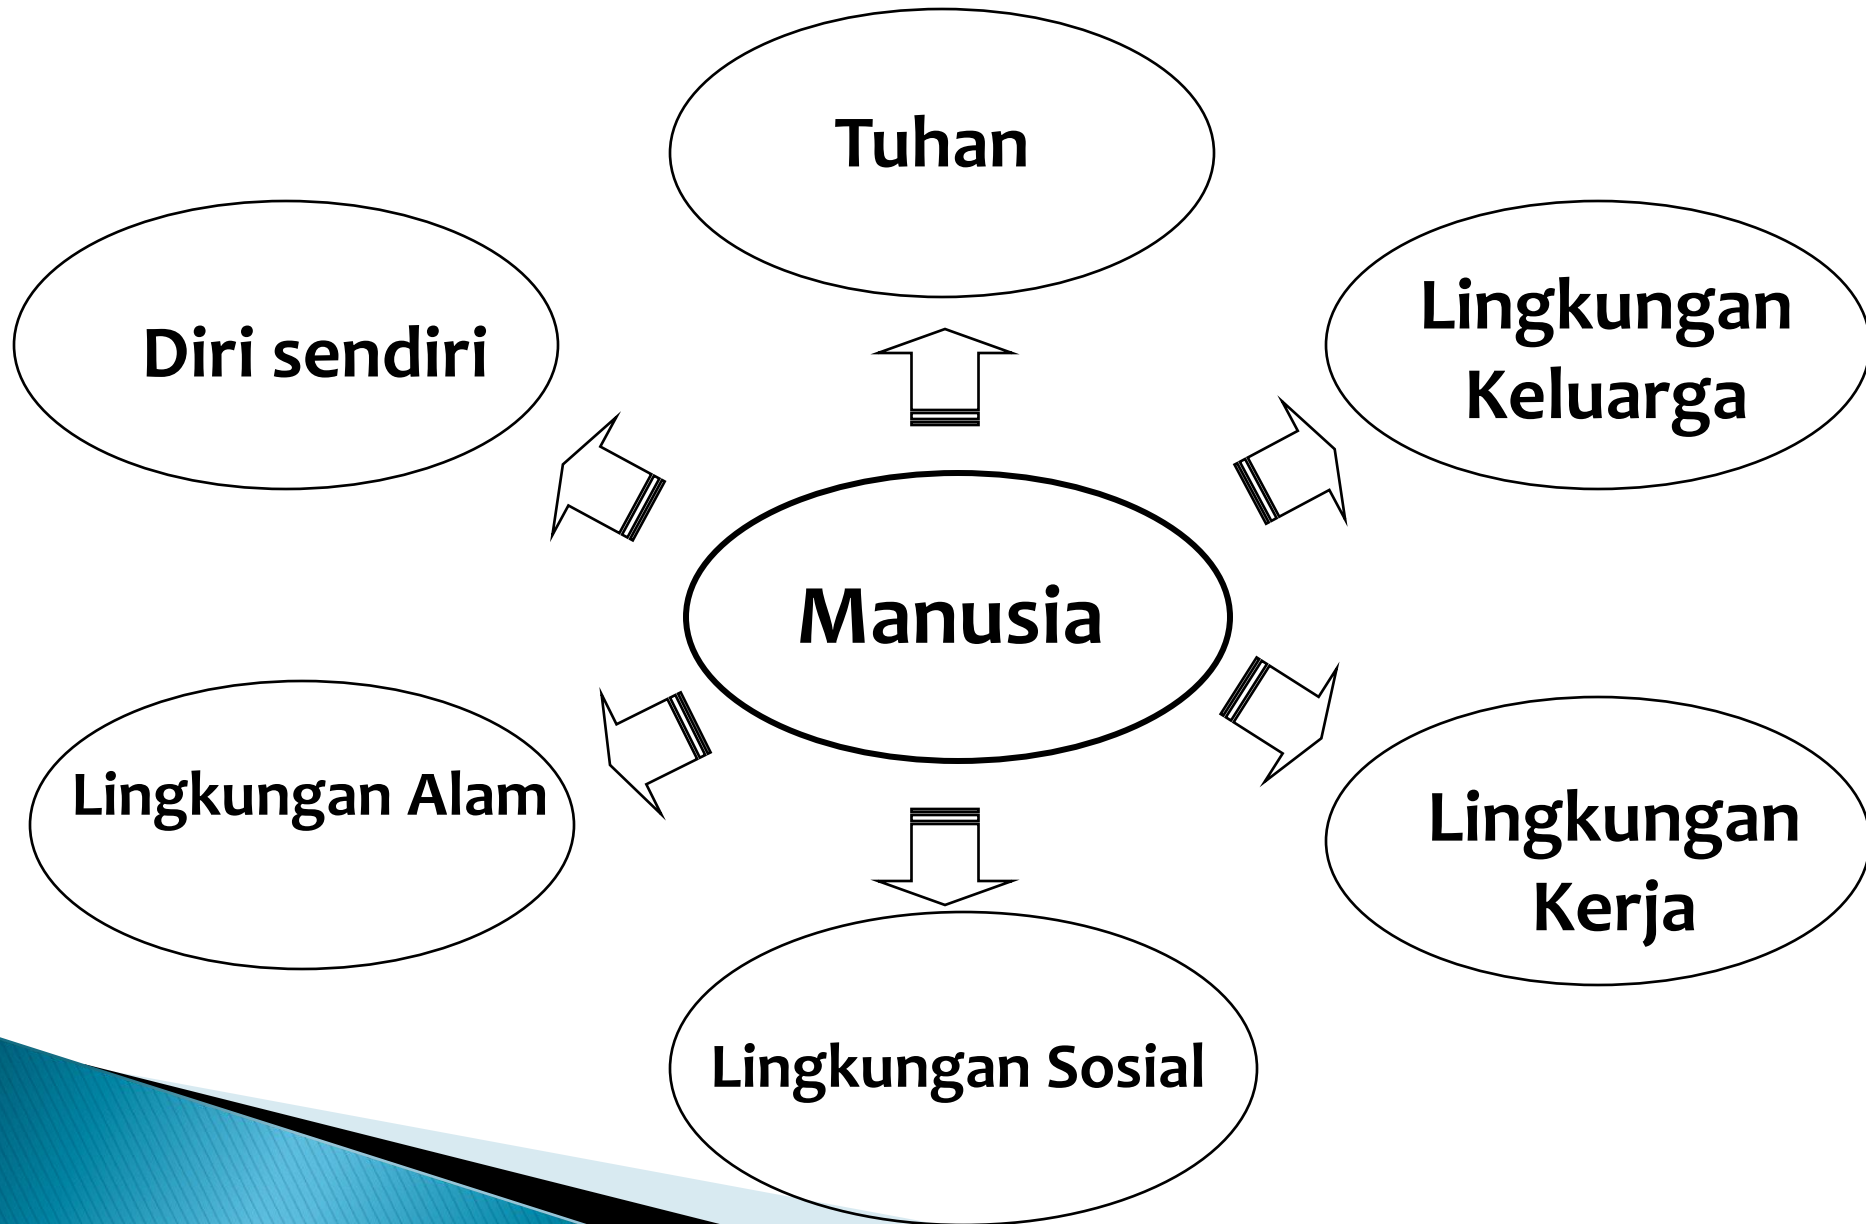 Tuhan
Diri sendiri
Lingkungan
Keluarga
Manusia
Lingkungan Alam
Lingkungan
Kerja
Lingkungan Sosial